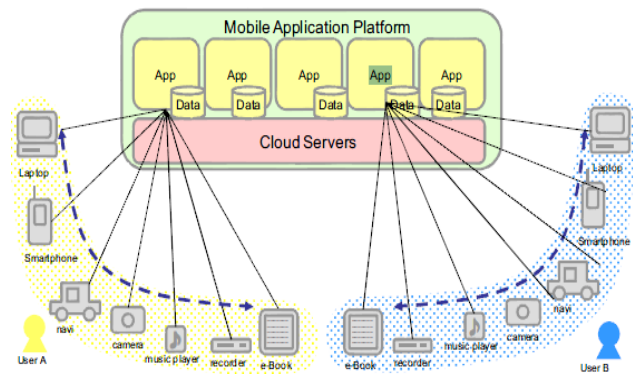 Mobile Application Platform
App
App
App
App
App
Data
Data
Data
Data
Data
Cloud Servers
Laptop
Smartphone
navi
camera
music player
recorder
e-Book
User A
Laptop
Smartphone
navi
camera
music player
recorder
e-Book
User B